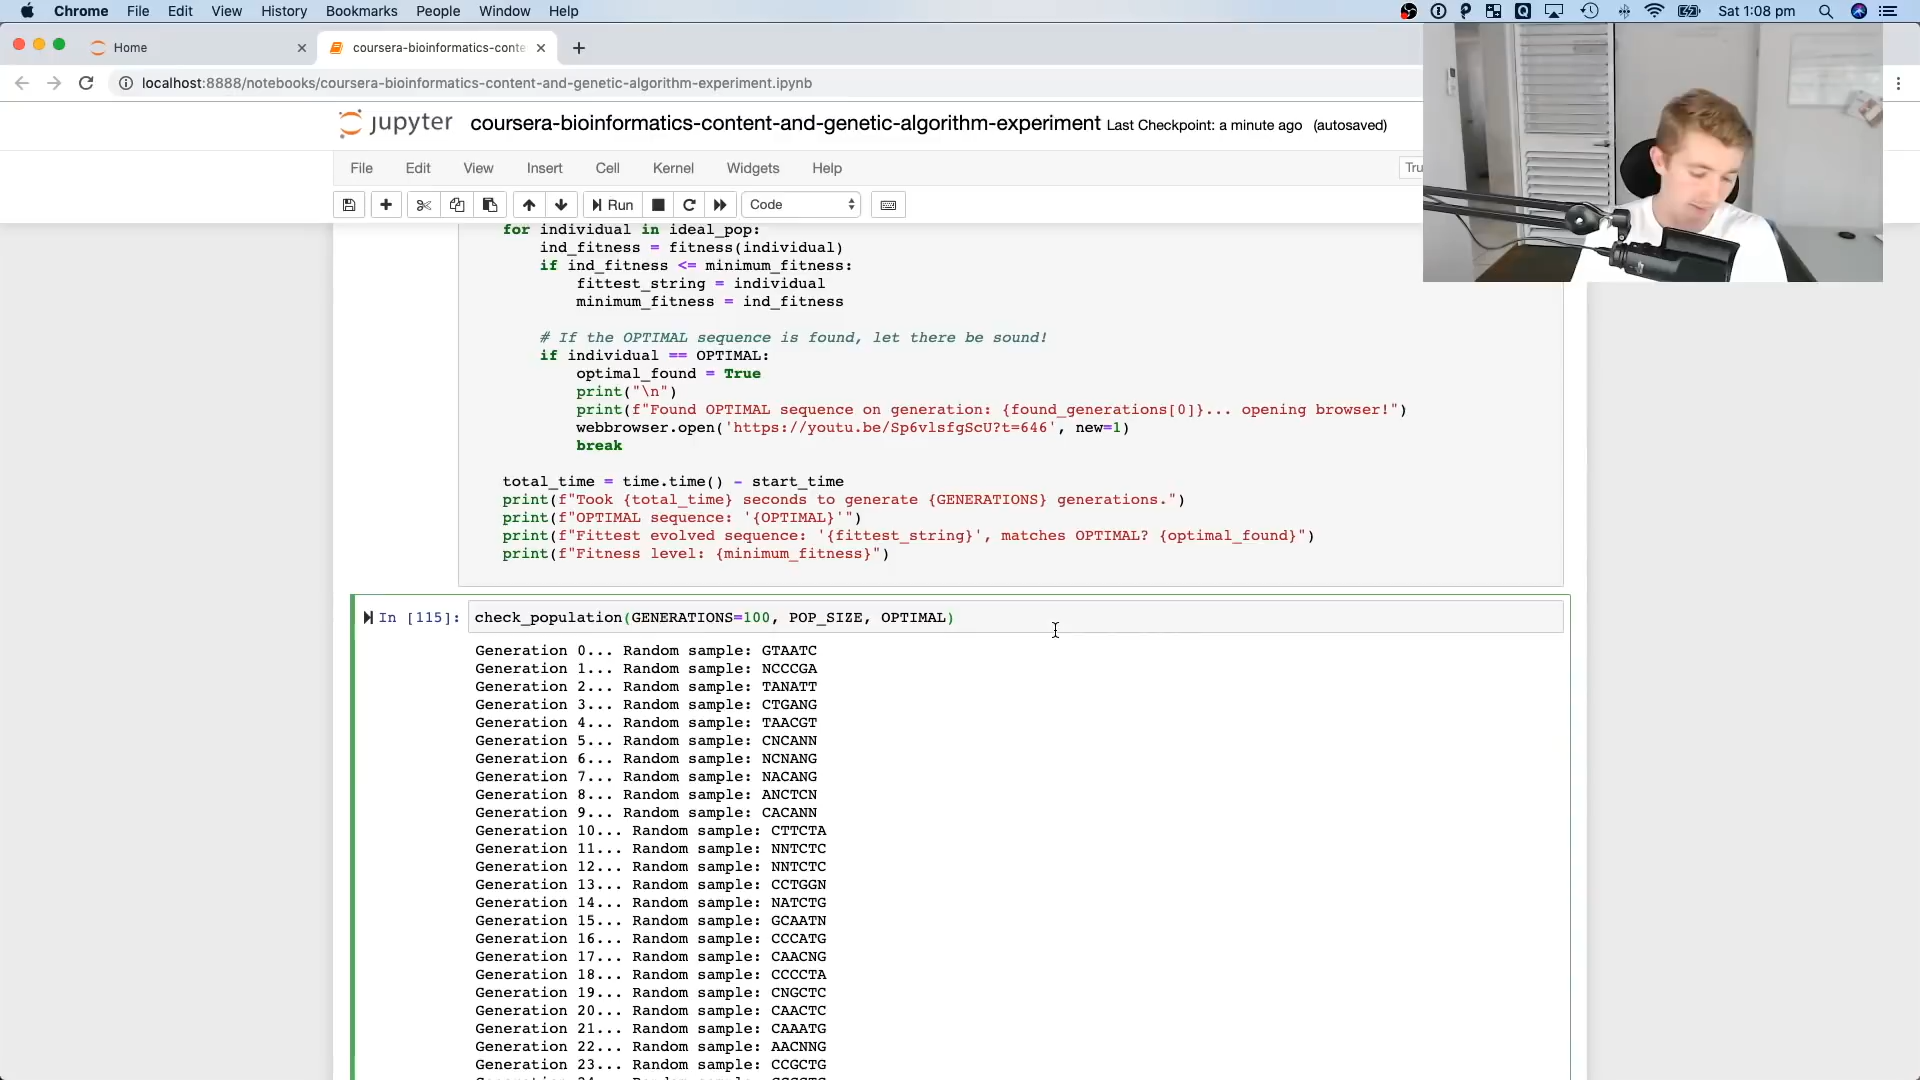 Chrome File Edit View History Bookmarks People Window Help Sat 1:08 pm
Home coursera-bioinformatics-conte
localhost:8888/notebooks/coursera-bioinformatics-content-and-genetic-algorithm-experiment.ipynb
jupyter coursera-bioinformatics-content-and-genetic-algorithm-experiment Last Checkpoint: a minute ago (autosaved)
File Edit View Insert Cell Kernel Widgets Help Tru
Run Code
for individual in ideal_pop:
ind_fitness = fitness(individual)
if ind_fitness <= minimum_fitness:
fittest_string = individual
minimum_fitness = ind_fitness
# If the OPTIMAL sequence is found, let there be sound!
if individual == OPTIMAL:
optimal_found = True
print("\n")
print(f"Found OPTIMAL sequence on generation: {found_generations[0]}... opening browser!")
webbrowser.open('https://youtu.be/Sp6vlsfgScU?t=646', new=1)
break
total_time = time.time() - start_time
print(f"Took {total_time} seconds to generate {GENERATIONS} generations.")
print(f"OPTIMAL sequence: '{OPTIMAL}'")
print(f"Fittest evolved sequence: '{fittest_string}', matches OPTIMAL? {optimal_found}")
print(f"Fitness level: {minimum_fitness}")
In [115]: check_population(GENERATIONS=100, POP_SIZE, OPTIMAL)
Generation 0... Random sample: GTAATC
Generation 1... Random sample: NCCCGA
Generation 2... Random sample: TANATT
Generation 3... Random sample: CTGANG
Generation 4... Random sample: TAACGT
Generation 5... Random sample: CNCANN
Generation 6... Random sample: NCNANG
Generation 7... Random sample: NACANG
Generation 8... Random sample: ANCTCN
Generation 9... Random sample: CACANN
Generation 10... Random sample: CTTCTA
Generation 11... Random sample: NNTCTC
Generation 12... Random sample: NNTCTC
Generation 13... Random sample: CCTGGN
Generation 14... Random sample: NATCTG
Generation 15... Random sample: GCAATN
Generation 16... Random sample: CCCATG
Generation 17... Random sample: CAACNG
Generation 18... Random sample: CCCCTA
Generation 19... Random sample: CNGCTC
Generation 20... Random sample: CAACTC
Generation 21... Random sample: CAAATG
Generation 22... Random sample: AACNNG
Generation 23... Random sample: CCGCTG